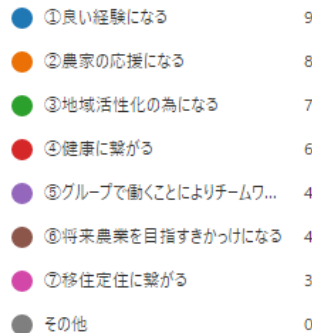 ①良い経験になる 9
②農家の応援になる 8
③地域活性化の為になる 7
④健康に繋がる 6
⑤グループで働くことによりチームワ... 4
⑥将来農業を目指すきかっけになる 4
⑦移住定住に繋がる 3
その他 0